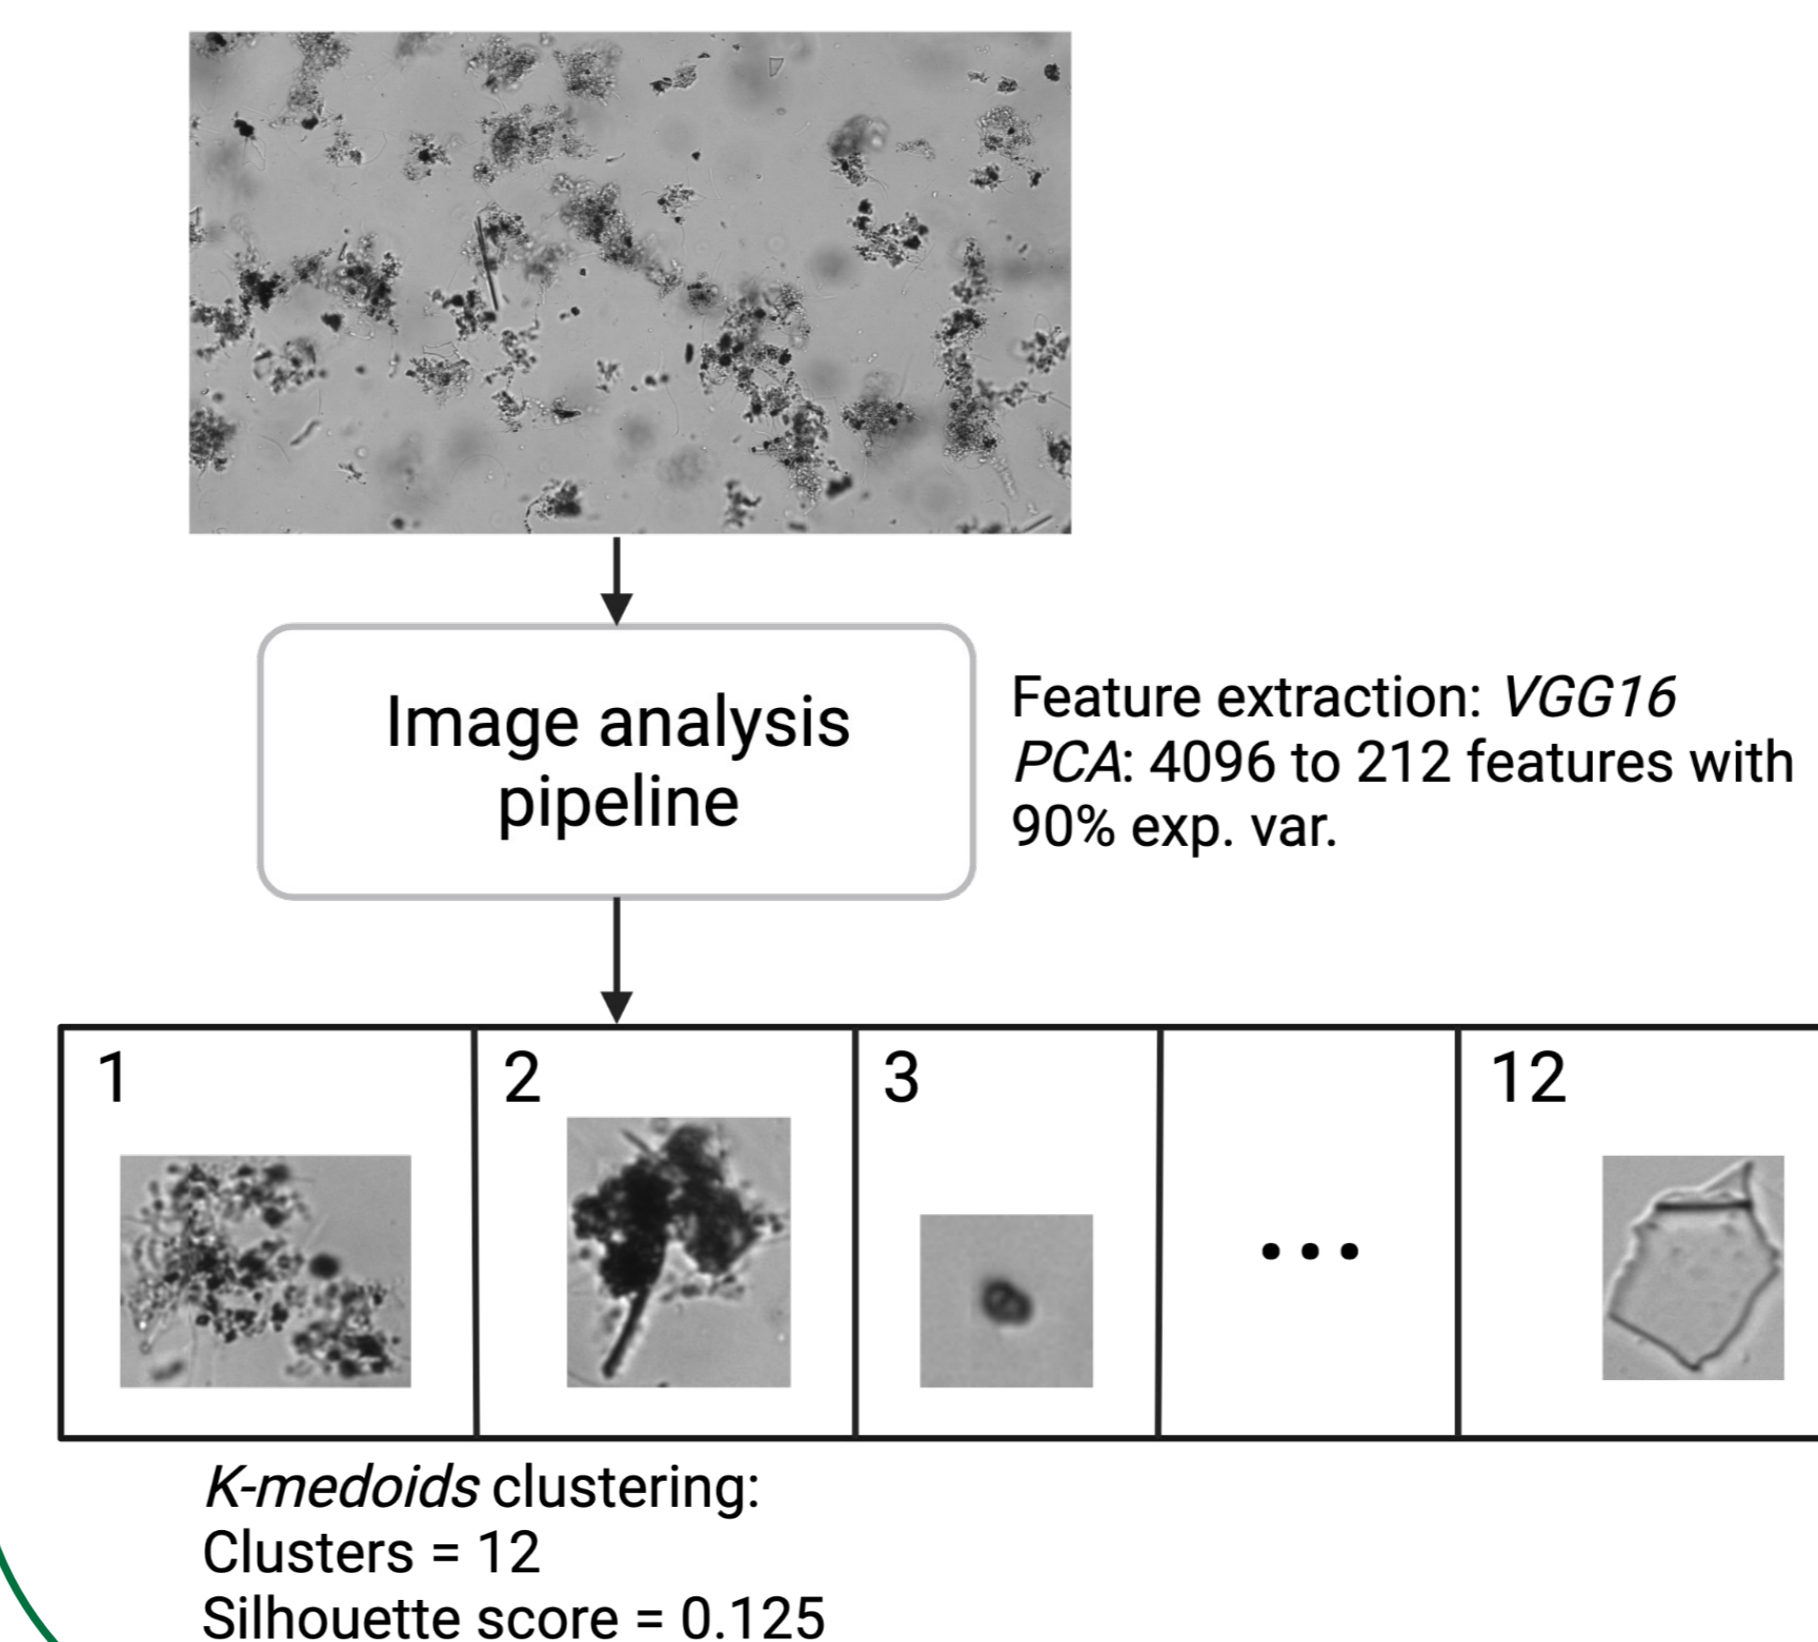 Image analysis
pipeline
Feature extraction: VGG16
PCA: 4096 to 212 features with
90% exp. var.
1
2
3
...
12
K-medoids clustering:
Clusters = 12
Silhouette score = 0.125